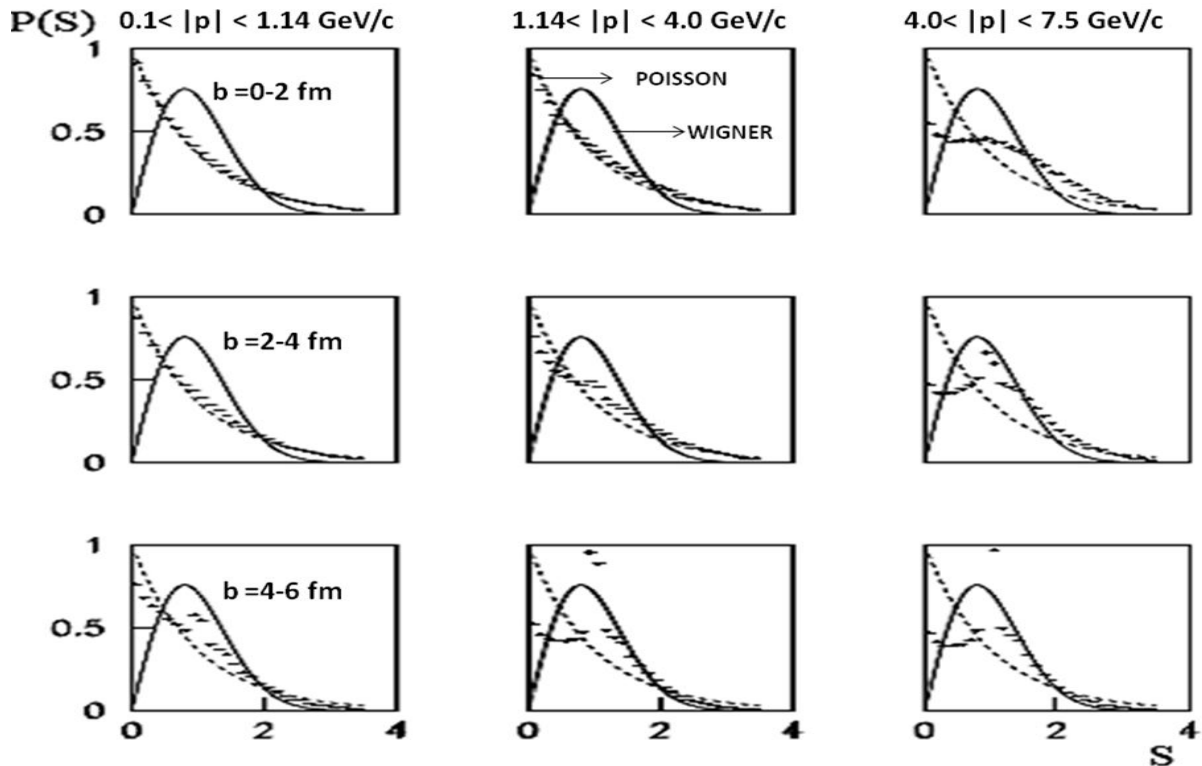 P(S) 0.1< |p| < 1.14 GeV/c 1.14< |p| < 4.0 GeV/c 4.0< |p| < 7.5 GeV/c
1
b =0-2 fm
POISSON
0.5
WIGNER
0
1
b =2-4 fm
0.5
0
1
b =4-6 fm
0.5
0
0 2 4 0 2 4 0 2 4
S